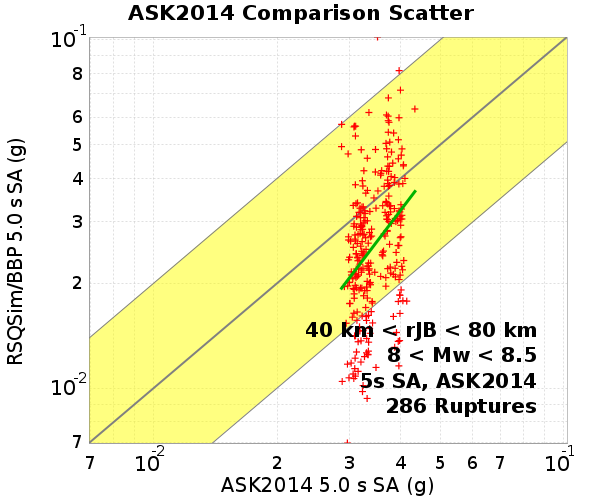 ASK2014 Comparison Scatter
RSQSim/BBP 5.0 s SA (g)
10-1
8
6
5
4
3
2
10-2
7
40 km < rJB < 80 km
8 < Mw < 8.5
5s SA, ASK2014
286 Ruptures
7 10-2 2 3 4 5 6 7 8 10-1
ASK2014 5.0 s SA (g)